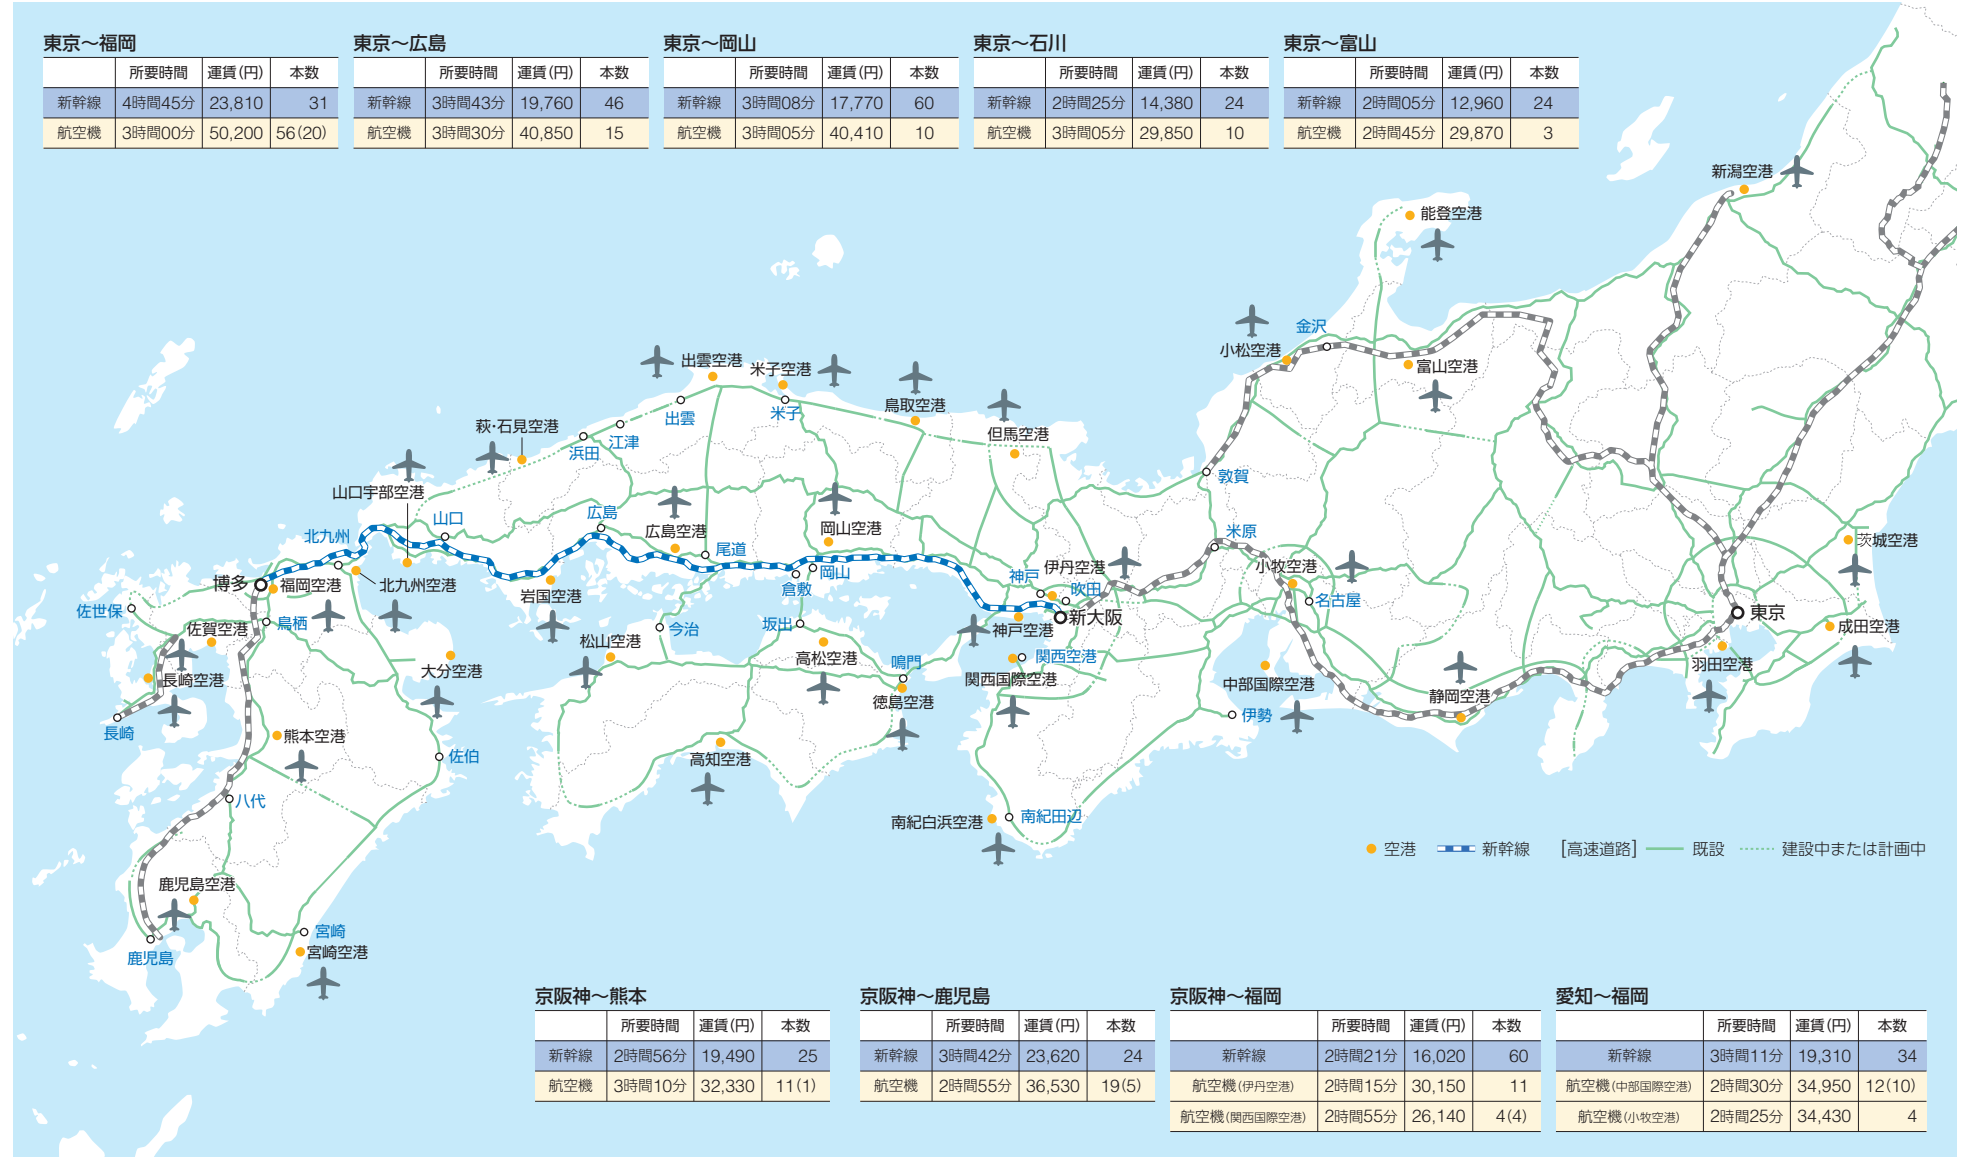 東京〜福岡
所要時間 運賃(円) 本数
新幹線 4時間45分 23,810 31
航空機 3時間00分 50,200 56(20)
東京〜広島
所要時間 運賃(円) 本数
新幹線 3時間43分 19,760 46
航空機 3時間30分 40,850 15
東京〜岡山
所要時間 運賃(円) 本数
新幹線 3時間08分 17,770 60
航空機 3時間05分 40,410 10
東京〜石川
所要時間 運賃(円) 本数
新幹線 2時間25分 14,380 24
航空機 3時間05分 29,850 10
東京〜富山
所要時間 運賃(円) 本数
新幹線 2時間05分 12,960 24
航空機 2時間45分 29,870 3
新潟空港
能登空港
金沢
小松空港
富山空港
出雲空港
米子空港
鳥取空港
但馬空港
出雲
米子
江津
浜田
萩・石見空港
敦賀
山口宇部空港
山口
北九州
広島
広島空港
尾道
岡山空港
米原
茨城空港
伊丹空港
小牧空港
神戸
吹田
岡山
倉敷
名古屋
博多
福岡空港
北九州空港
岩国空港
佐世保
鳥栖
佐賀空港
松山空港
今治
坂出
神戸空港
新大阪
東京
成田空港
羽田空港
高松空港
鳴門
関西空港
関西国際空港
中部国際空港
静岡空港
長崎空港
大分空港
徳島空港
伊勢
長崎
熊本空港
佐伯
高知空港
八代
南紀白浜空港
南紀田辺
空港 新幹線 [高速道路] 既設 建設中または計画中
鹿児島空港
宮崎
宮崎空港
鹿児島
京阪神〜熊本
所要時間 運賃(円) 本数
新幹線 2時間56分 19,490 25
航空機 3時間10分 32,330 11(1)
京阪神〜鹿児島
所要時間 運賃(円) 本数
新幹線 3時間42分 23,620 24
航空機 2時間55分 36,530 19(5)
京阪神〜福岡
所要時間 運賃(円) 本数
新幹線 2時間21分 16,020 60
航空機(伊丹空港) 2時間15分 30,150 11
航空機(関西国際空港) 2時間55分 26,140 4(4)
愛知〜福岡
所要時間 運賃(円) 本数
新幹線 3時間11分 19,310 34
航空機(中部国際空港) 2時間30分 34,950 12(10)
航空機(小牧空港) 2時間25分 34,430 4